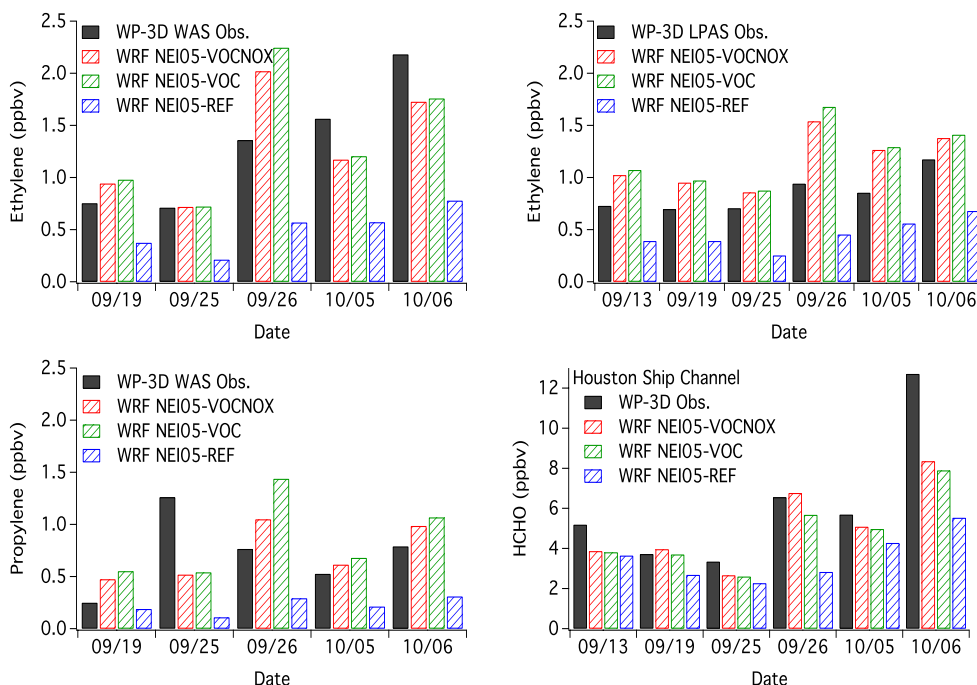 2.5
2.0
1.5
1.0
0.5
0.0
Ethylene (ppbv)
WP-3D WAS Obs.
WRF NEI05-VOCNOX
WRF NEI05-VOC
WRF NEI05-REF
09/19
09/25
09/26
10/05
10/06
Date
2.5
2.0
1.5
1.0
0.5
0.0
Ethylene (ppbv)
WP-3D LPAS Obs.
WRF NEI05-VOCNOX
WRF NEI05-VOC
WRF NEI05-REF
09/13
09/19
09/25
09/26
10/05
10/06
Date
2.5
2.0
1.5
1.0
0.5
0.0
Propylene (ppbv)
WP-3D WAS Obs.
WRF NEI05-VOCNOX
WRF NEI05-VOC
WRF NEI05-REF
09/19
09/25
09/26
10/05
10/06
Date
12
10
8
6
4
2
0
HCHO (ppbv)
Houston Ship Channel
WP-3D Obs.
WRF NEI05-VOCNOX
WRF NEI05-VOC
WRF NEI05-REF
09/13
09/19
09/25
09/26
10/05
10/06
Date